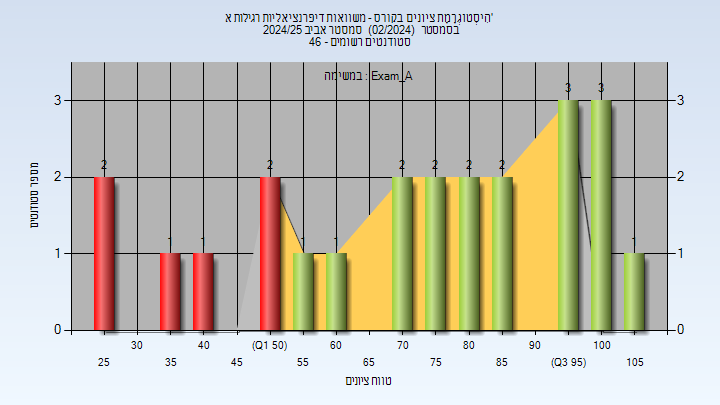 הִיסְטוֹגְרָמַת ציונים בקורס - משוואות דיפרנציאליות רגילות א'
בסמסטר (02/2024) סמסטר אביב 2024/25
סטודנטים רשומים - 46
במשימה : Exam_A
מספר סטודנטים
3 3 3 3
2 2 2 2 2 2 2 2
1 1 1 1 1 1 1
0 0
30 40 (Q1 50) 60 70 80 90 100
25 35 45 55 65 75 85 (Q3 95) 105
טווח ציונים